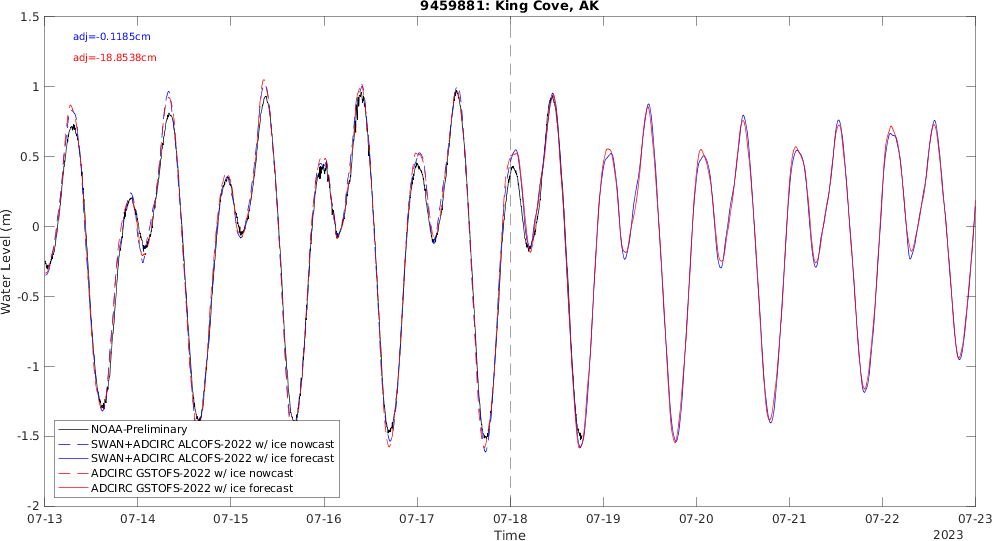 9459881: King Cove, AK
adj=-0.1185cm
adj=-18.8538cm
Water Level (m)
1.5
1
0.5
0
-0.5
-1
-1.5
-2
NOAA-Preliminary
SWAN+ADCIRC ALCOFS-2022 w/ ice nowcast
SWAN+ADCIRC ALCOFS-2022 w/ ice forecast
ADCIRC GSTOFS-2022 w/ ice nowcast
ADCIRC GSTOFS-2022 w/ ice forecast
07-13 07-14 07-15 07-16 07-17 07-18 07-19 07-20 07-21 07-22 07-23
Time
2023